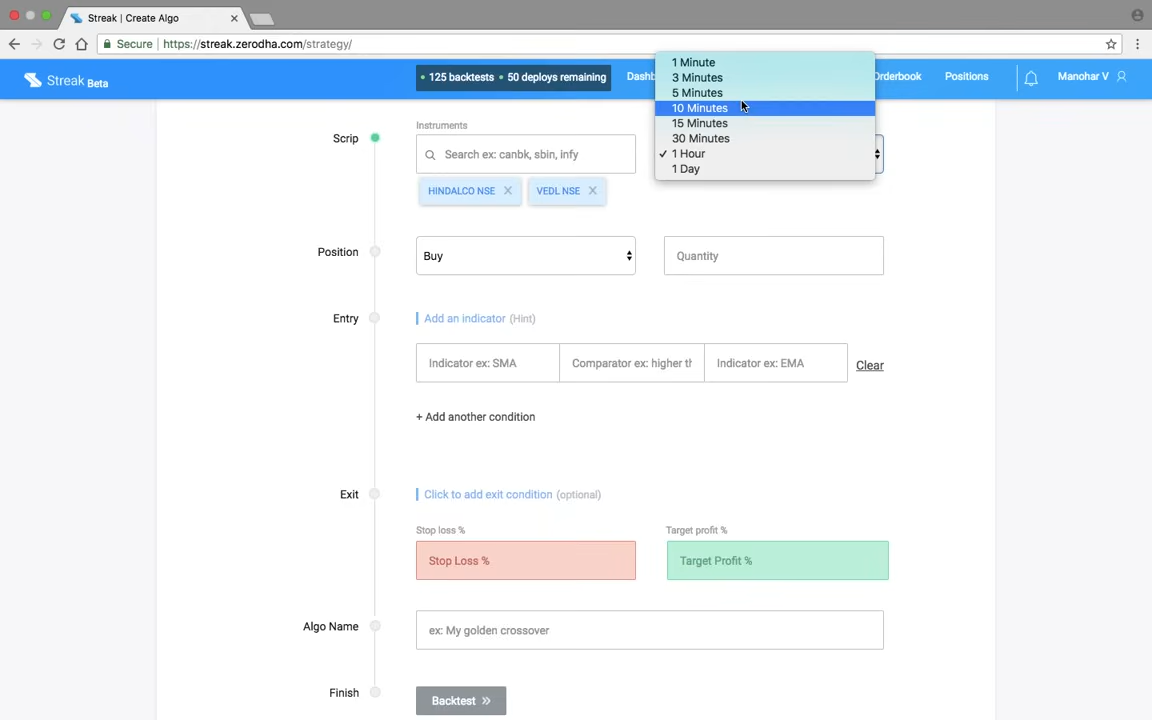 Streak | Create Algo
Secure | https://streak.zerodha.com/strategy/
Streak Beta
• 125 backtests • 50 deploys remaining
Dashb
Orderbook
Positions
Manohar V
1 Minute
3 Minutes
5 Minutes
10 Minutes
15 Minutes
30 Minutes
✓ 1 Hour
1 Day
Scrip
Instruments
Search ex: canbk, sbin, infy
HINDALCO NSE
VEDL NSE
Position
Buy
Quantity
Entry
Add an indicator (Hint)
Indicator ex: SMA
Comparator ex: higher th
Indicator ex: EMA
Clear
+ Add another condition
Exit
Click to add exit condition (optional)
Stop loss %
Target profit %
Stop Loss %
Target Profit %
Algo Name
ex: My golden crossover
Finish
Backtest »